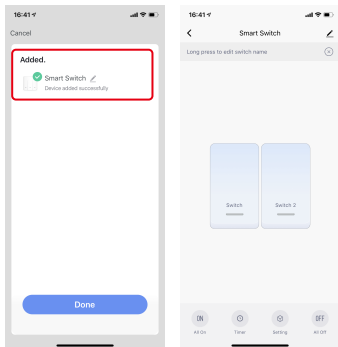 16:41
Cancel
Added.
Smart Switch
Device added successfully
Done
16:41
Smart Switch
Long press to edit switch name
Switch
Switch 2
ON
OFF
All On
Timer
Setting
All Off